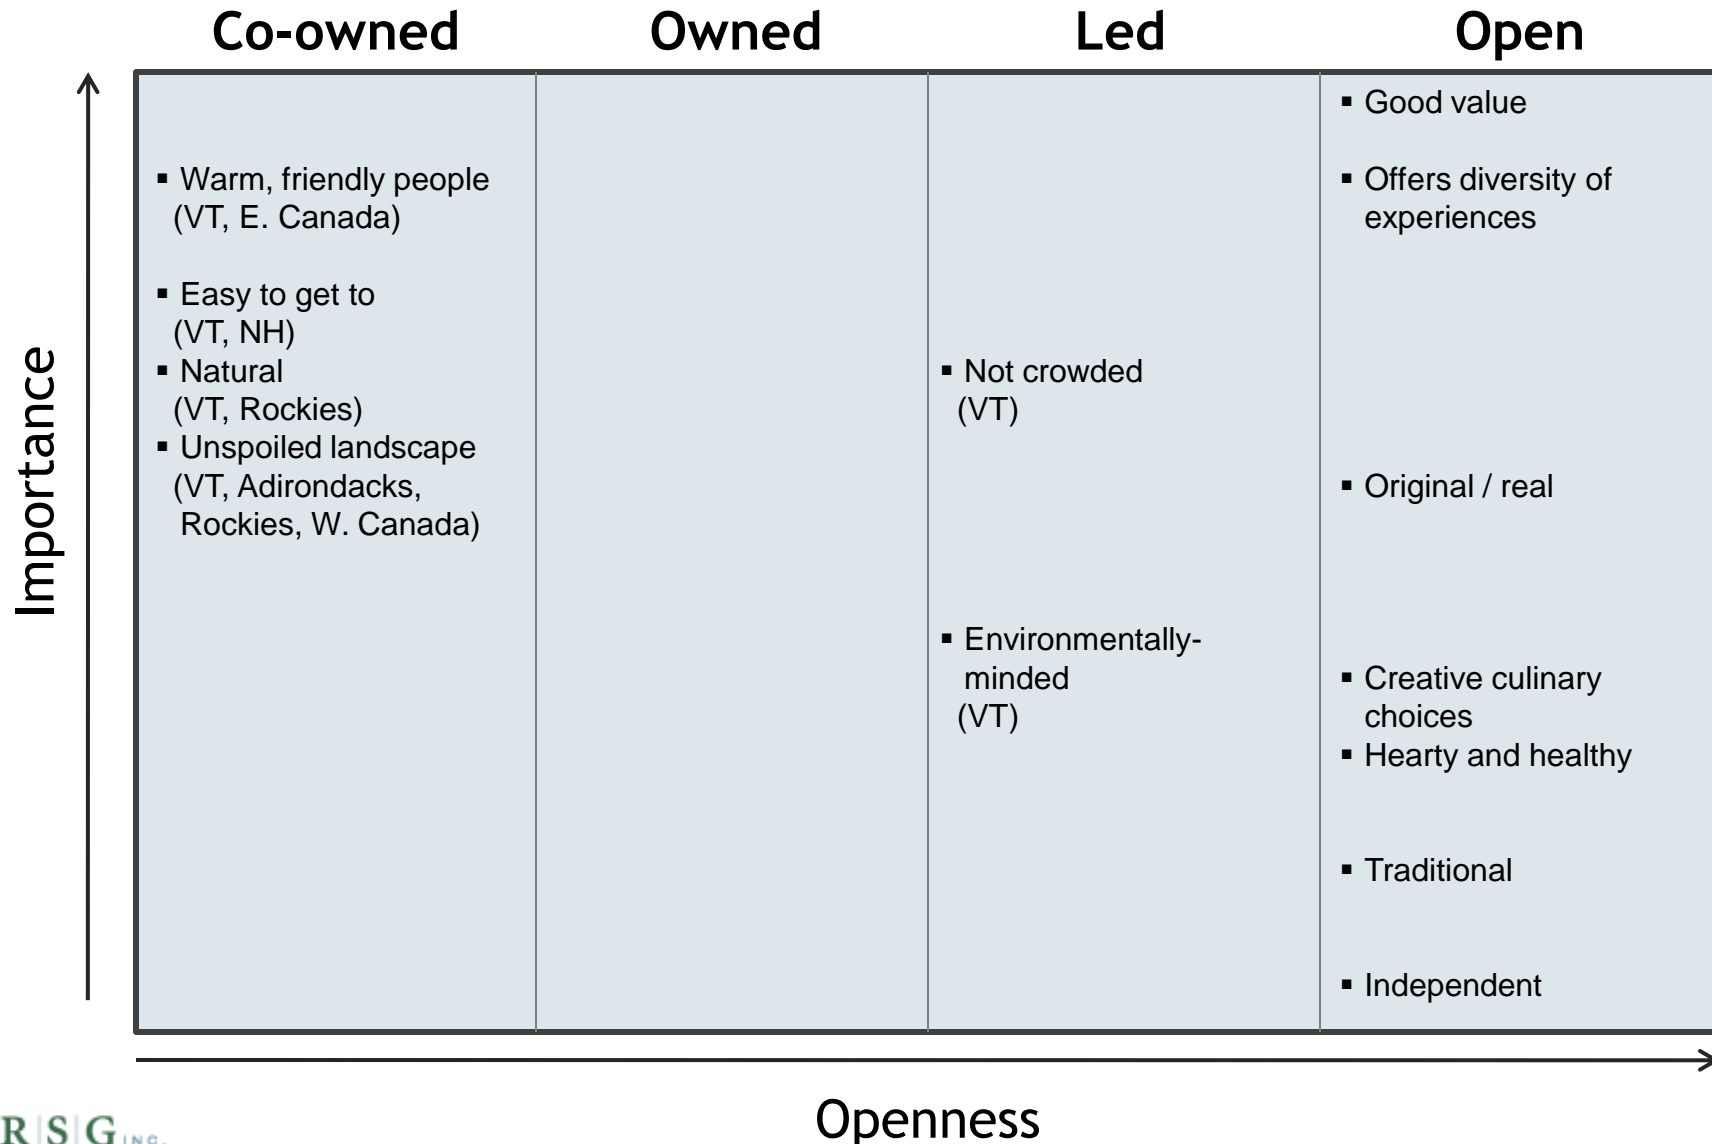 Co-owned
Owned
Led
Open
Importance
▪ Warm, friendly people
(VT, E. Canada)
▪ Easy to get to
(VT, NH)
▪ Natural
(VT, Rockies)
▪ Unspoiled landscape
(VT, Adirondacks,
Rockies, W. Canada)
▪ Not crowded
(VT)
▪ Environmentally-
minded
(VT)
▪ Good value
▪ Offers diversity of
experiences
▪ Original / real
▪ Creative culinary
choices
▪ Hearty and healthy
▪ Traditional
▪ Independent
Openness
R|S|G INC.